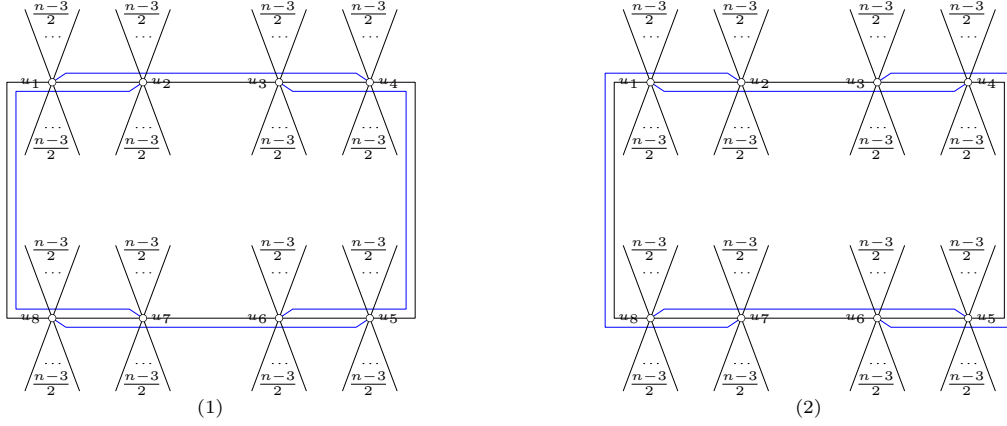 n−3/2 n−3/2 n−3/2 n−3/2 n−3/2 n−3/2 n−3/2 n−3/2
... ... ... ... ... ... ... ...
u1 u2 u3 u4 u1 u2 u3 u4
... ... ... ... ... ... ... ...
n−3/2 n−3/2 n−3/2 n−3/2 n−3/2 n−3/2 n−3/2 n−3/2
n−3/2 n−3/2 n−3/2 n−3/2 n−3/2 n−3/2 n−3/2 n−3/2
... ... ... ... ... ... ... ...
u8 u7 u6 u5 u8 u7 u6 u5
... ... ... ... ... ... ... ...
n−3/2 n−3/2 n−3/2 n−3/2 n−3/2 n−3/2 n−3/2 n−3/2
(1) (2)